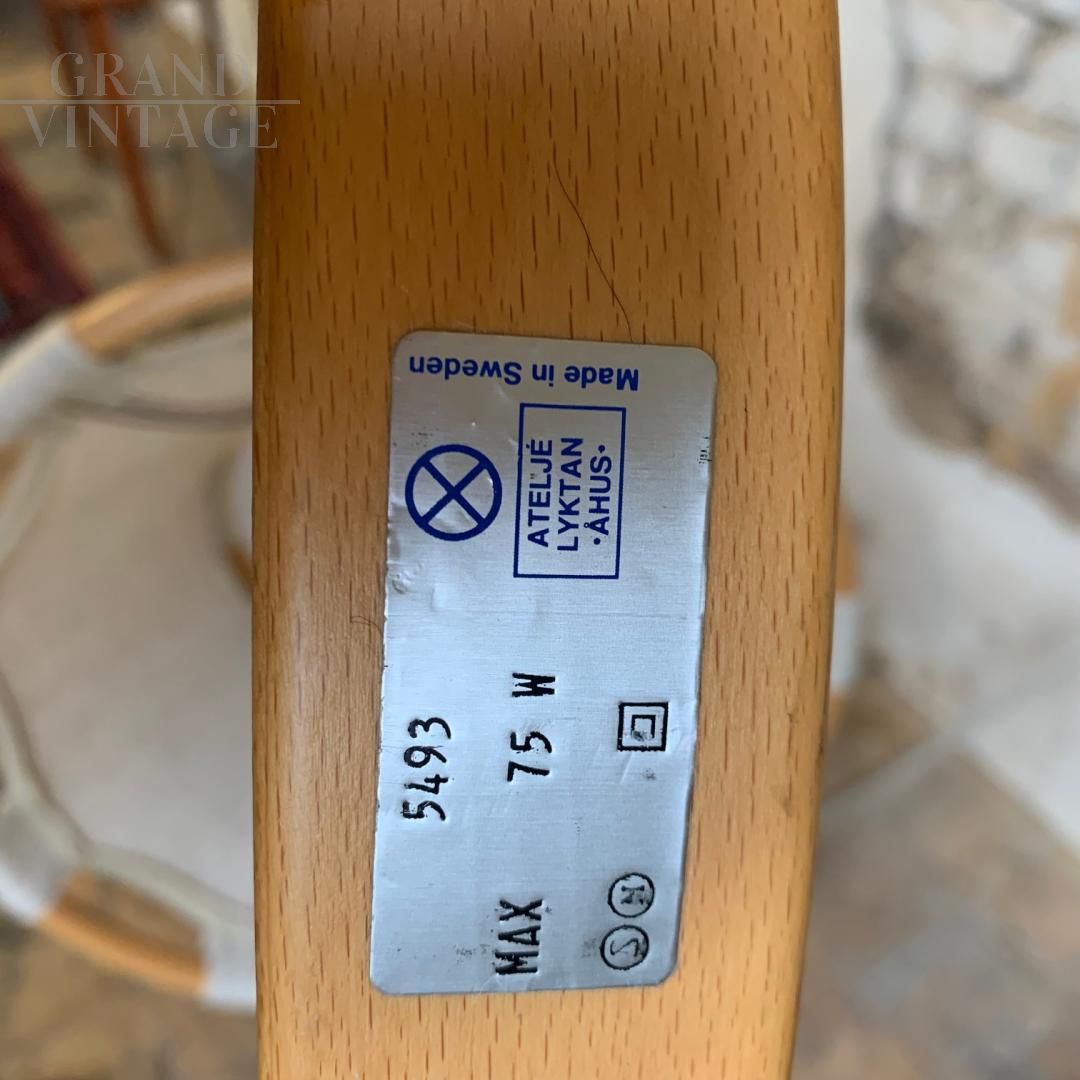 GRAND
VINTAGE
Made in Sweden
ATELJÉ
LYKTAN
·ÅHUS·
5493
MAX 75 W
S N